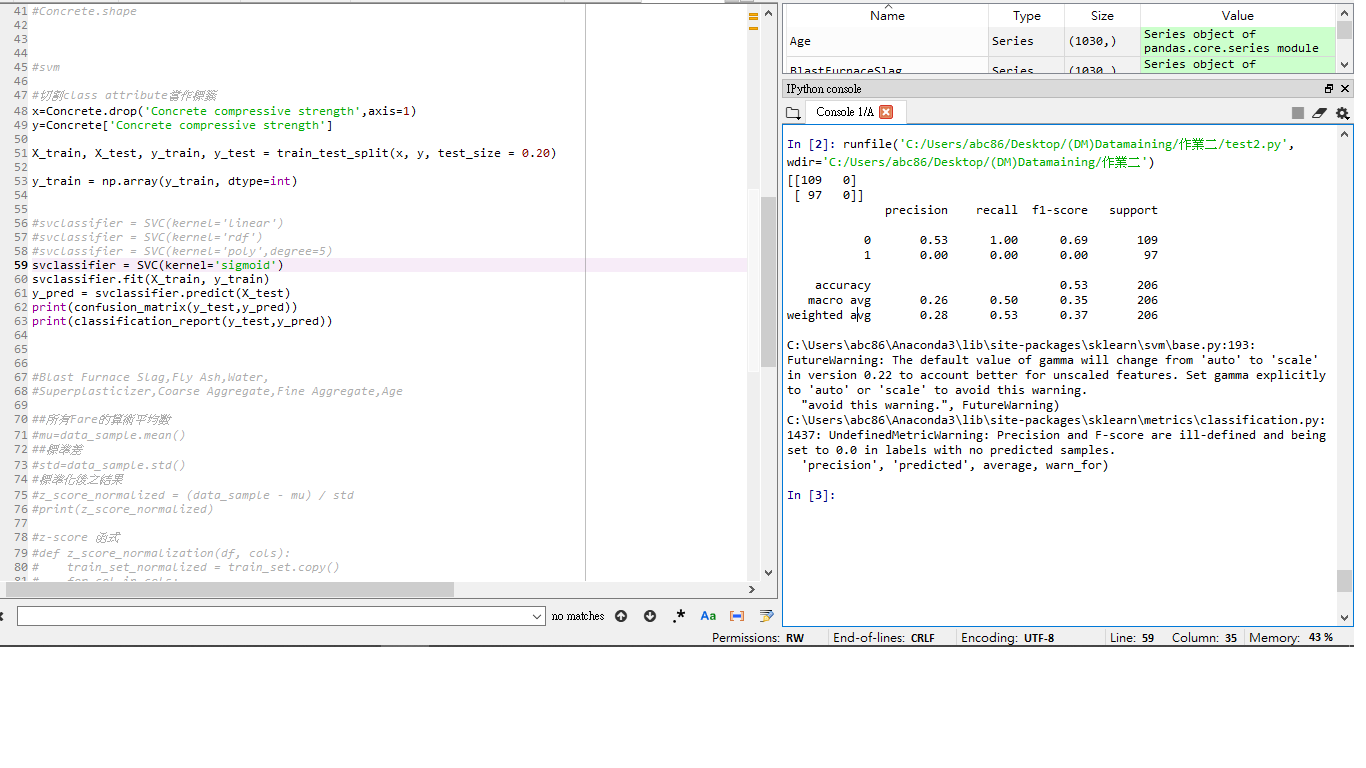 41 #Concrete.shape
42
43
44
45 #svm
46
47 #切割class attribute當作標籤
48 x=Concrete.drop('Concrete compressive strength',axis=1)
49 y=Concrete['Concrete compressive strength']
50
51 X_train, X_test, y_train, y_test = train_test_split(x, y, test_size = 0.20)
52
53 y_train = np.array(y_train, dtype=int)
54
55
56 #svclassifier = SVC(kernel='linear')
57 #svclassifier = SVC(kernel='rdf')
58 #svclassifier = SVC(kernel='poly',degree=5)
59 svclassifier = SVC(kernel='sigmoid')
60 svclassifier.fit(X_train, y_train)
61 y_pred = svclassifier.predict(X_test)
62 print(confusion_matrix(y_test,y_pred))
63 print(classification_report(y_test,y_pred))
64
65
66
67 #Blast Furnace Slag,Fly Ash,Water,
68 #Superplasticizer,Coarse Aggregate,Fine Aggregate,Age
69
70 ##所有Fare的算術平均數
71 #mu=data_sample.mean()
72 ##標準差
73 #std=data_sample.std()
74 #標準化後之結果
75 #z_score_normalized = (data_sample - mu) / std
76 #print(z_score_normalized)
77
78 #z-score 函式
79 #def z_score_normalization(df, cols):
80 #    train_set_normalized = train_set.copy()
81 #    for col in cols:
no matches .* Aa
Name Type Size Value
Age Series (1030,) Series object of
pandas.core.series module
BlastFurnaceSlag Series (1030,) Series object of
IPython console
Console 1/A
In [2]: runfile('C:/Users/abc86/Desktop/(DM)Datamaining/作業二/test2.py',
wdir='C:/Users/abc86/Desktop/(DM)Datamaining/作業二')
[[109   0]
 [ 97   0]]
              precision    recall  f1-score   support

           0       0.53      1.00      0.69       109
           1       0.00      0.00      0.00        97

    accuracy                           0.53       206
   macro avg       0.26      0.50      0.35       206
weighted avg       0.28      0.53      0.37       206

C:\Users\abc86\Anaconda3\lib\site-packages\sklearn\svm\base.py:193:
FutureWarning: The default value of gamma will change from 'auto' to 'scale'
in version 0.22 to account better for unscaled features. Set gamma explicitly
to 'auto' or 'scale' to avoid this warning.
  "avoid this warning.", FutureWarning)
C:\Users\abc86\Anaconda3\lib\site-packages\sklearn\metrics\classification.py:
1437: UndefinedMetricWarning: Precision and F-score are ill-defined and being
set to 0.0 in labels with no predicted samples.
  'precision', 'predicted', average, warn_for)

In [3]:
Permissions: RW End-of-lines: CRLF Encoding: UTF-8 Line: 59 Column: 35 Memory: 43 %